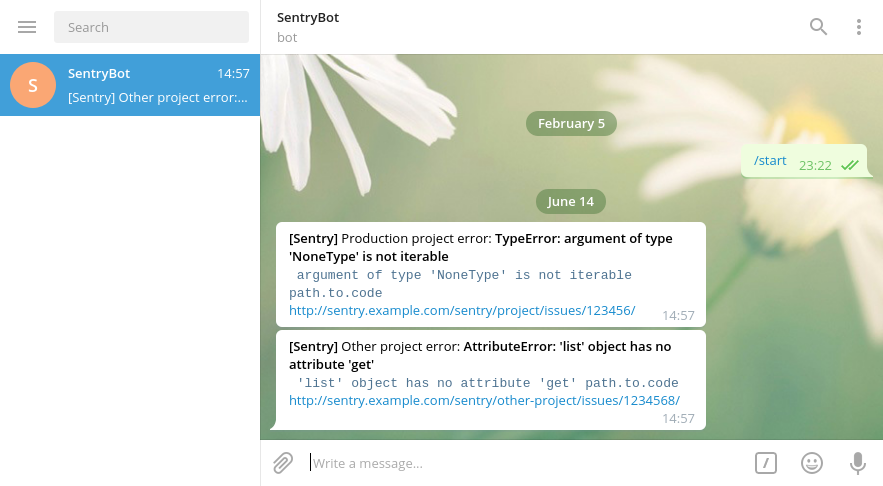 Search
SentryBot
bot
S
SentryBot 14:57
[Sentry] Other project error:...
February 5
/start 23:22
June 14
[Sentry] Production project error: TypeError: argument of type
'NoneType' is not iterable
argument of type 'NoneType' is not iterable
path.to.code
http://sentry.example.com/sentry/project/issues/123456/
14:57
[Sentry] Other project error: AttributeError: 'list' object has no
attribute 'get'
'list' object has no attribute 'get' path.to.code
http://sentry.example.com/sentry/other-project/issues/1234568/
14:57
Write a message...
/